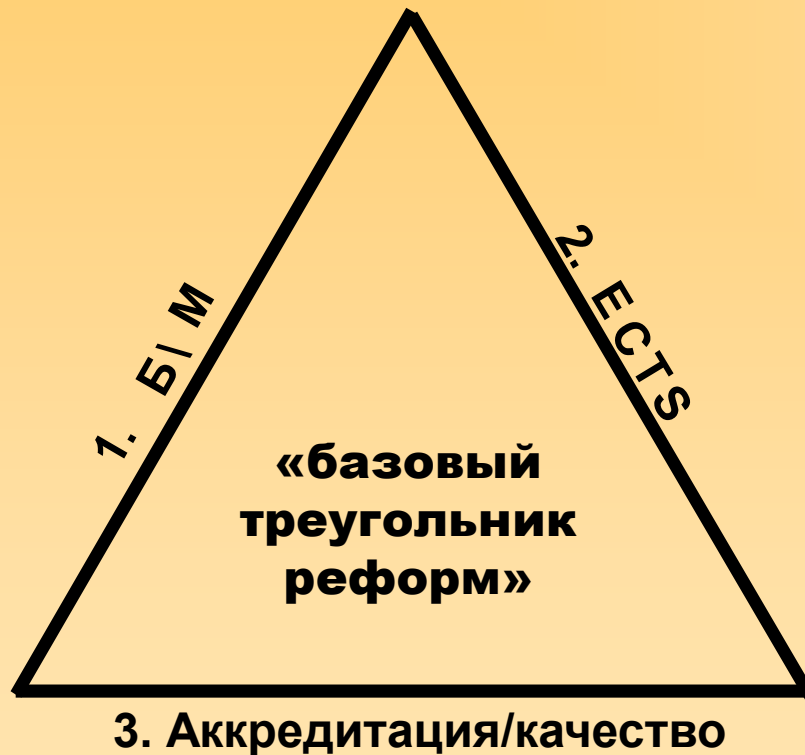 1. Б\ М
2. ECTS
«базовый
треугольник
реформ»
3. Аккредитация/качество